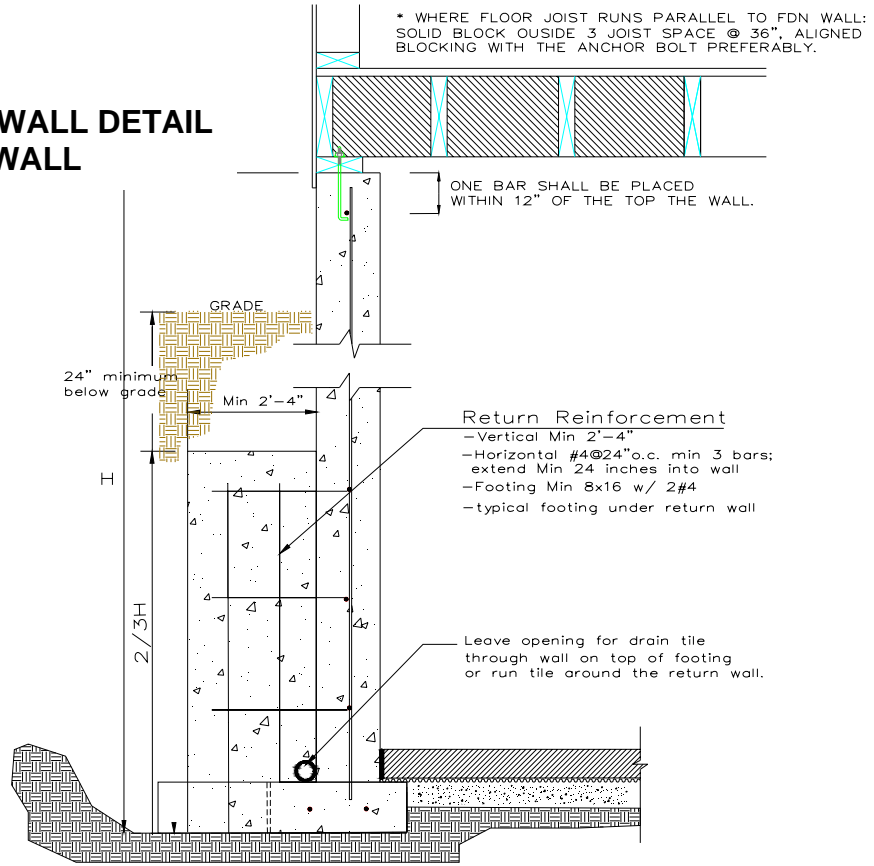 * WHERE FLOOR JOIST RUNS PARALLEL TO FDN WALL:
SOLID BLOCK OUSIDE 3 JOIST SPACE @ 36", ALIGNED
BLOCKING WITH THE ANCHOR BOLT PREFERABLY.
WALL DETAIL
WALL
ONE BAR SHALL BE PLACED
WITHIN 12" OF THE TOP THE WALL.
GRADE
24" minimum
below grade
Min 2'-4"
H
Return Reinforcement
-Vertical Min 2'-4"
-Horizontal #4@24"o.c. min 3 bars;
extend Min 24 inches into wall
-Footing Min 8x16 w/ 2#4
-typical footing under return wall
2/3H
Leave opening for drain tile
through wall on top of footing
or run tile around the return wall.